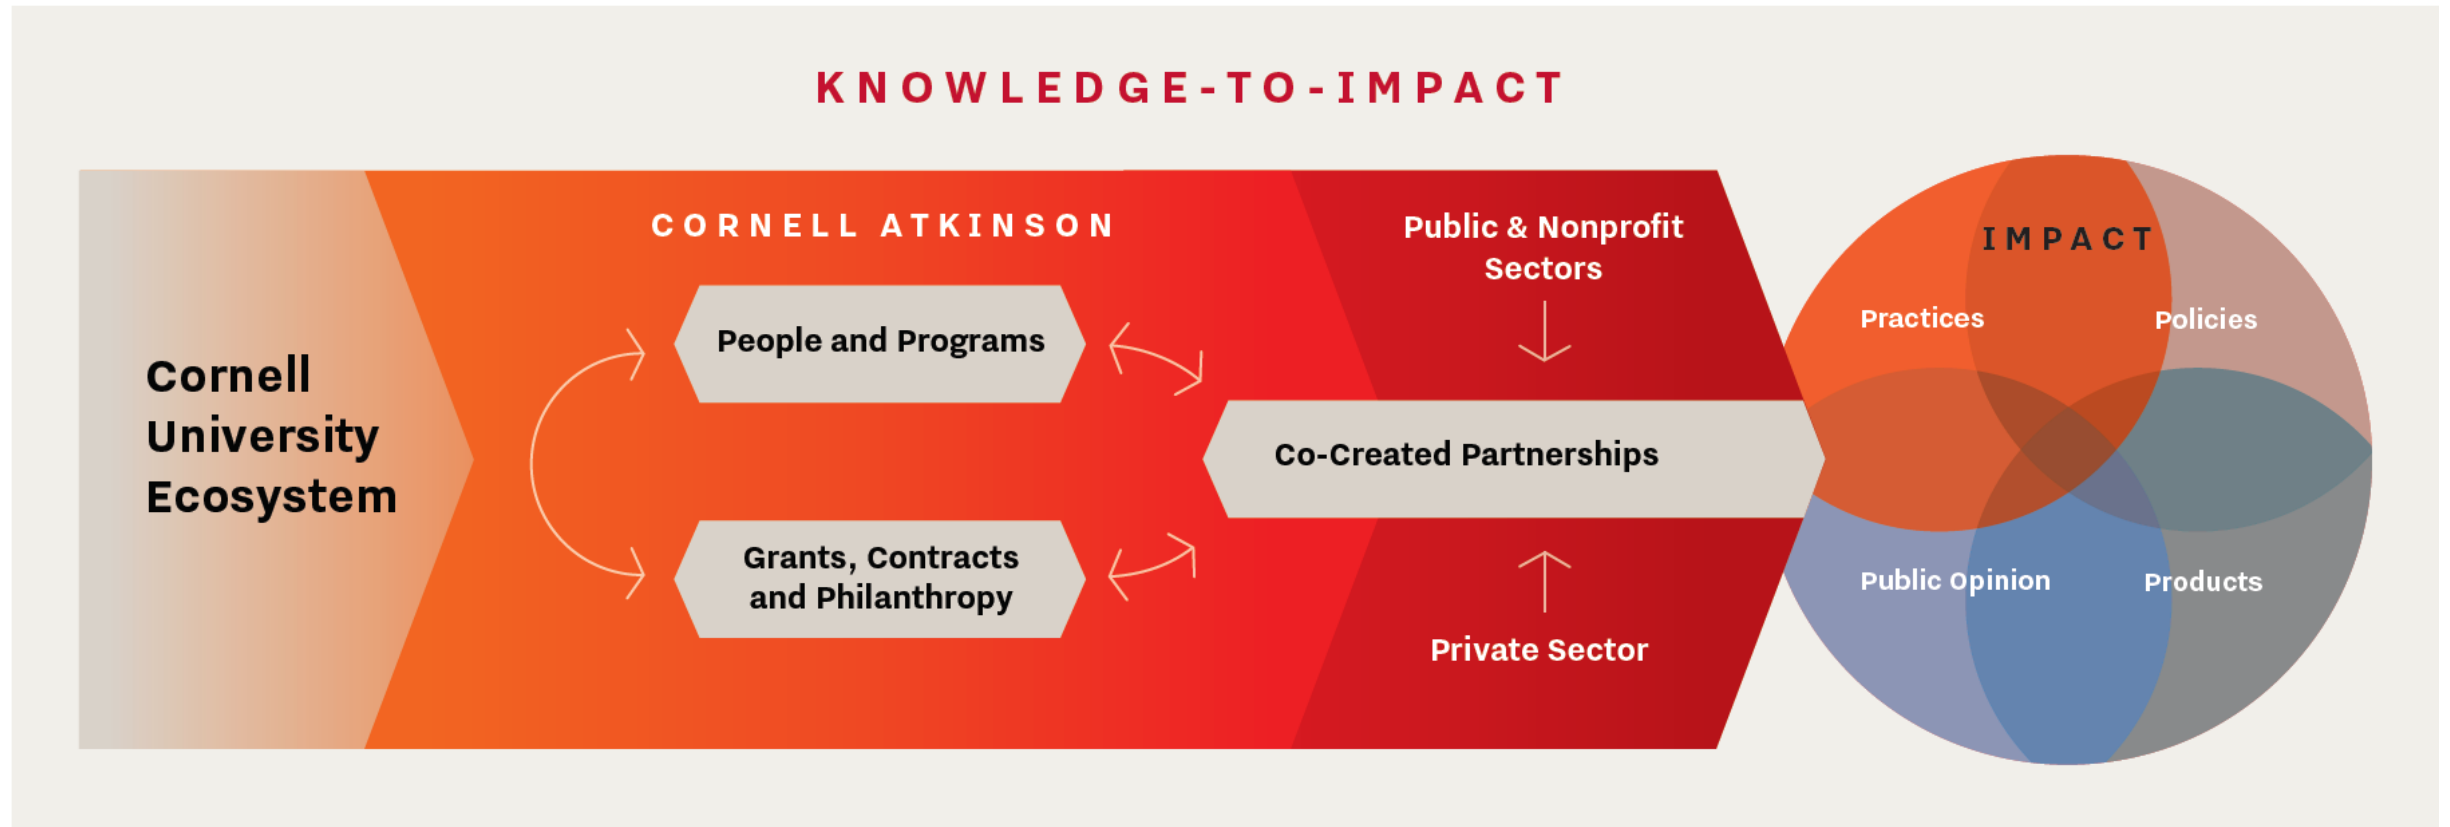 KNOWLEDGE-TO-IMPACT
Cornell
University
Ecosystem
CORNELL ATKINSON
People and Programs
Grants, Contracts
and Philanthropy
Public & Nonprofit
Sectors
Co-Created Partnerships
Private Sector
IMPACT
Practices
Policies
Public Opinion
Products